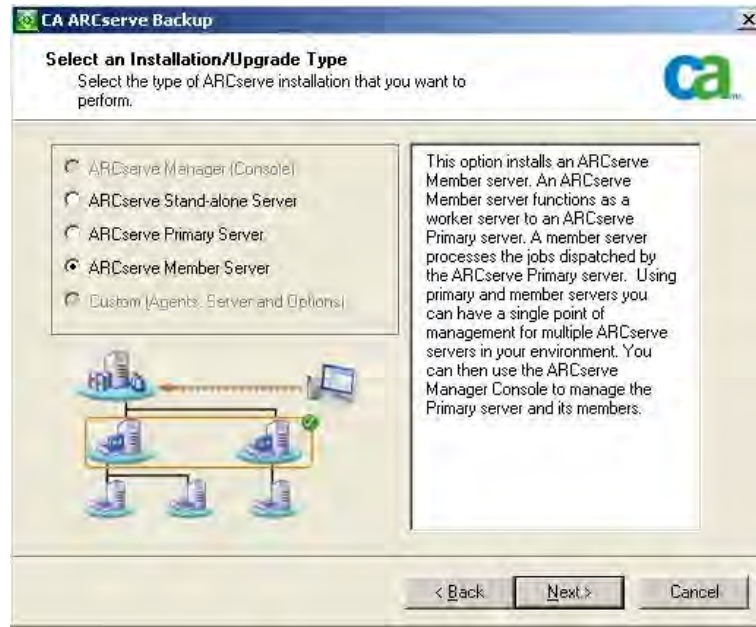 CA ARCserve Backup
Select an Installation/Upgrade Type
Select the type of ARCserve installation that you want to
perform.
ca
ARCserve Manager (Console)
ARCserve Stand-alone Server
ARCserve Primary Server
ARCserve Member Server
Custom (Agents, Server and Options)
This option installs an ARCserve
Member server. An ARCserve
Member server functions as a
worker server to an ARCserve
Primary server. A member server
processes the jobs dispatched by
the ARCserve Primary server.  Using
primary and member servers you
can have a single point of
management for multiple ARCserve
servers in your environment. You
can then use the ARCserve
Manager Console to manage the
Primary server and its members.
< Back
Next >
Cancel